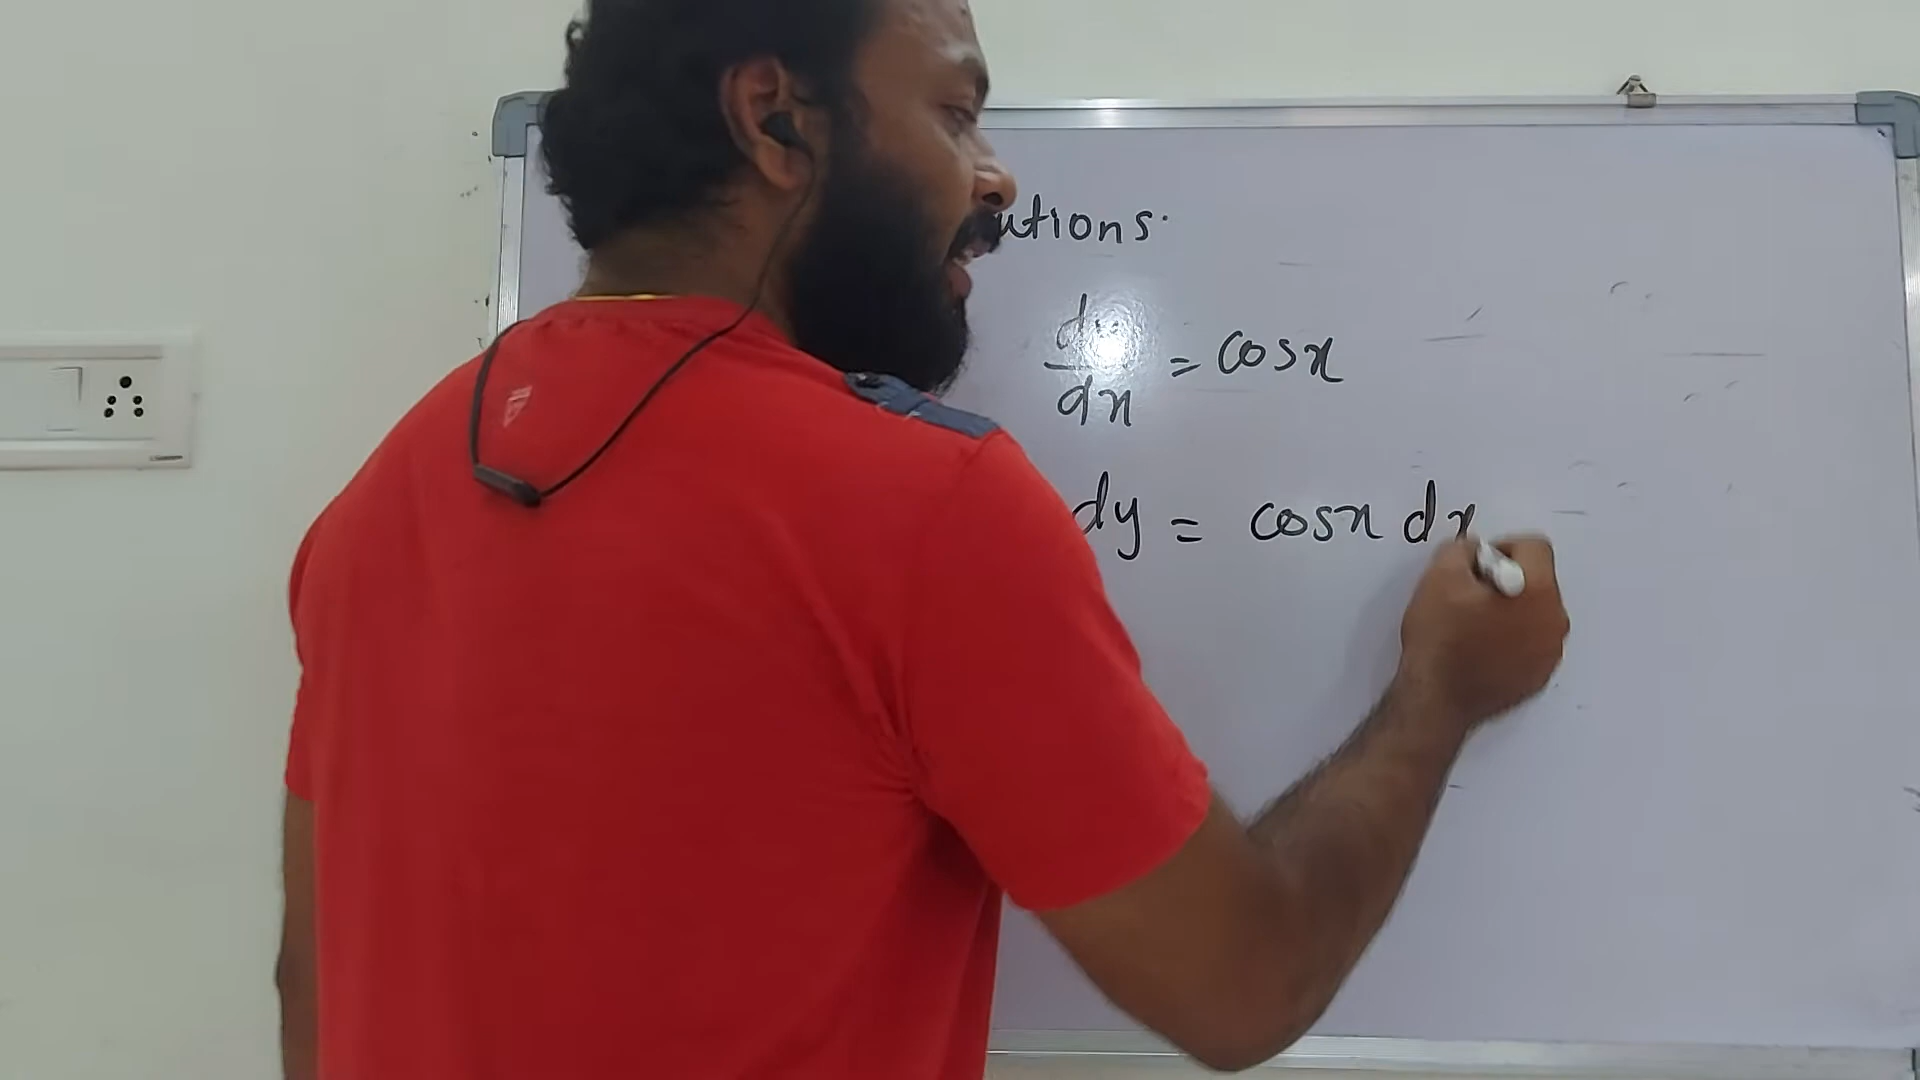 utions.
dy/dx = cosx
dy = cosx dx